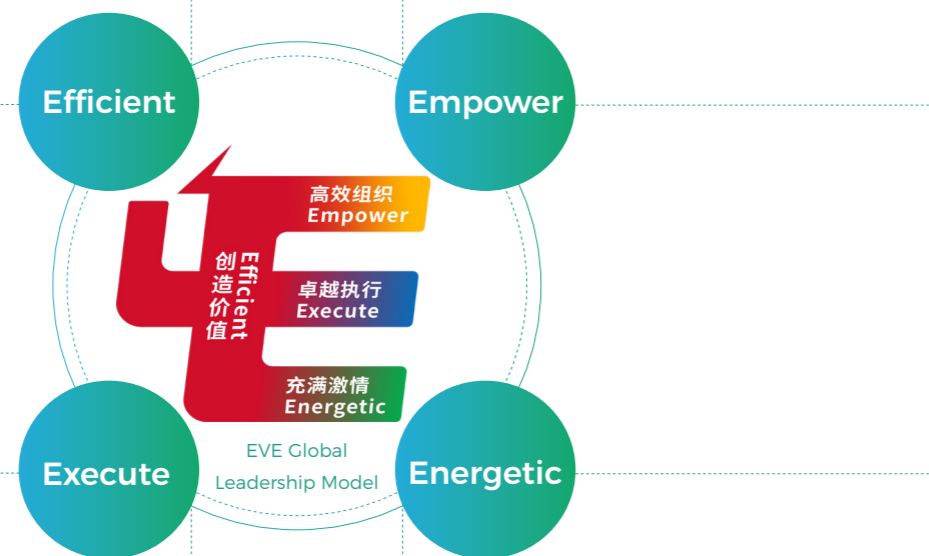 Efficient
Empower
高效组织
Empower
创造价值
Efficient
卓越执行
Execute
充满激情
Energetic
EVE Global
Leadership Model
Execute
Energetic